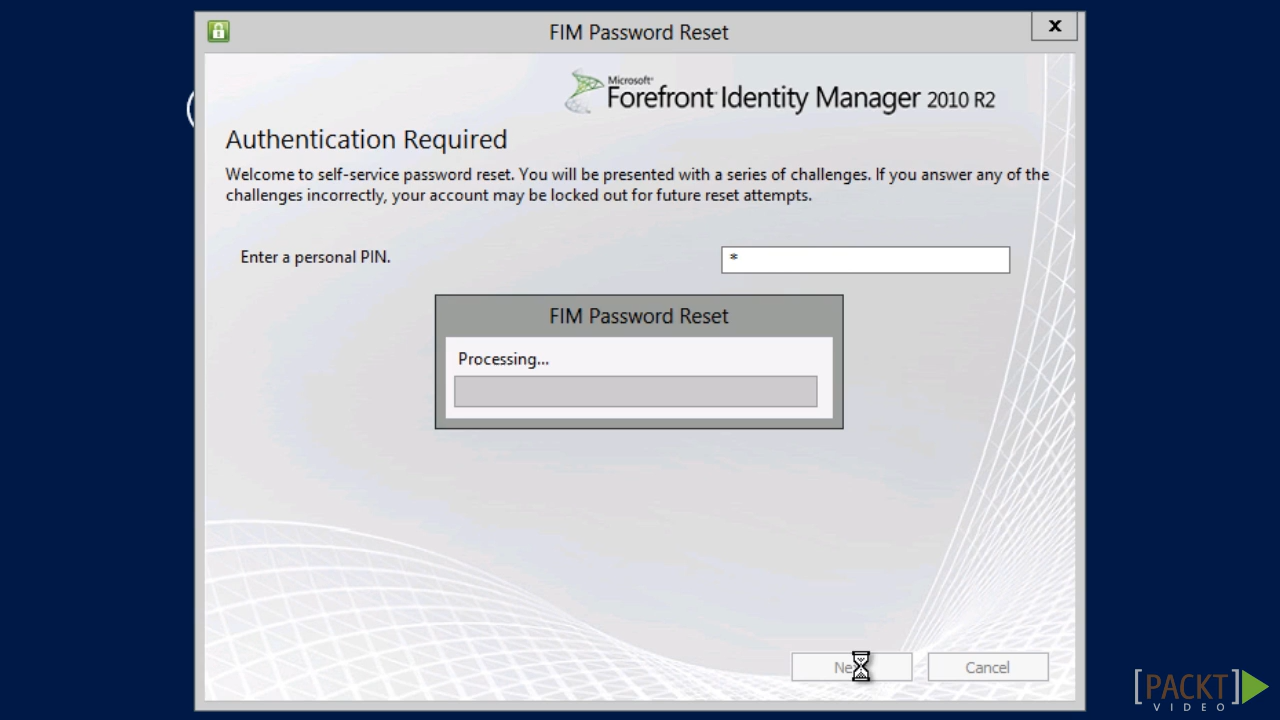 FIM Password Reset
X
Microsoft®
Forefront® Identity Manager 2010 R2
Authentication Required
Welcome to self-service password reset. You will be presented with a series of challenges. If you answer any of the
challenges incorrectly, your account may be locked out for future reset attempts.
Enter a personal PIN. *
FIM Password Reset
Processing...
Ne
Cancel
[PACKT]
VIDEO